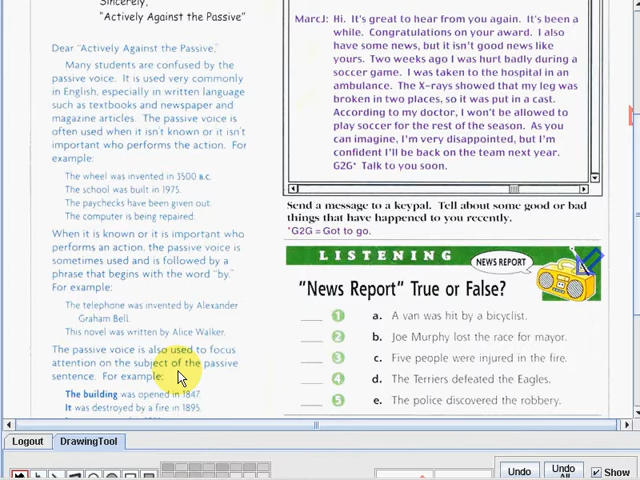 Sincerely,
"Actively Against the Passive"
Dear "Actively Against the Passive,"
Many students are confused by the
passive voice. It is used very commonly
in English, especially in written language
such as textbooks and newspaper and
magazine articles. The passive voice is
often used when it isn't known or it isn't
important who performs the action. For
example:
The wheel was invented in 3500 B.C.
The school was built in 1975.
The paychecks have been given out.
The computer is being repaired.
When it is known or it is important who
performs an action, the passive voice is
sometimes used and is followed by a
phrase that begins with the word "by."
For example:
The telephone was invented by Alexander
Graham Bell.
This novel was written by Alice Walker.
The passive voice is also used to focus
attention on the subject of the passive
sentence. For example:
The building was opened in 1847.
It was destroyed by a fire in 1895.
MarcJ: Hi. It's great to hear from you again. It's been a
while. Congratulations on your award. I also
have some news, but it isn't good news like
yours. Two weeks ago I was hurt badly during a
soccer game. I was taken to the hospital in an
ambulance. The X-rays showed that my leg was
broken in two places, so it was put in a cast.
According to my doctor, I won't be allowed to
play soccer for the rest of the season. As you
can imagine, I'm very disappointed, but I'm
confident I'll be back on the team next year.
G2G* Talk to you soon.
Send a message to a keypal. Tell about some good or bad
things that have happened to you recently.
*G2G = Got to go.
LISTENING
NEWS REPORT
"News Report" True or False?
___ 1 a. A van was hit by a bicyclist.
___ 2 b. Joe Murphy lost the race for mayor.
___ 3 c. Five people were injured in the fire.
___ 4 d. The Terriers defeated the Eagles.
___ 5 e. The police discovered the robbery.
Logout DrawingTool
Undo
Undo All
Show